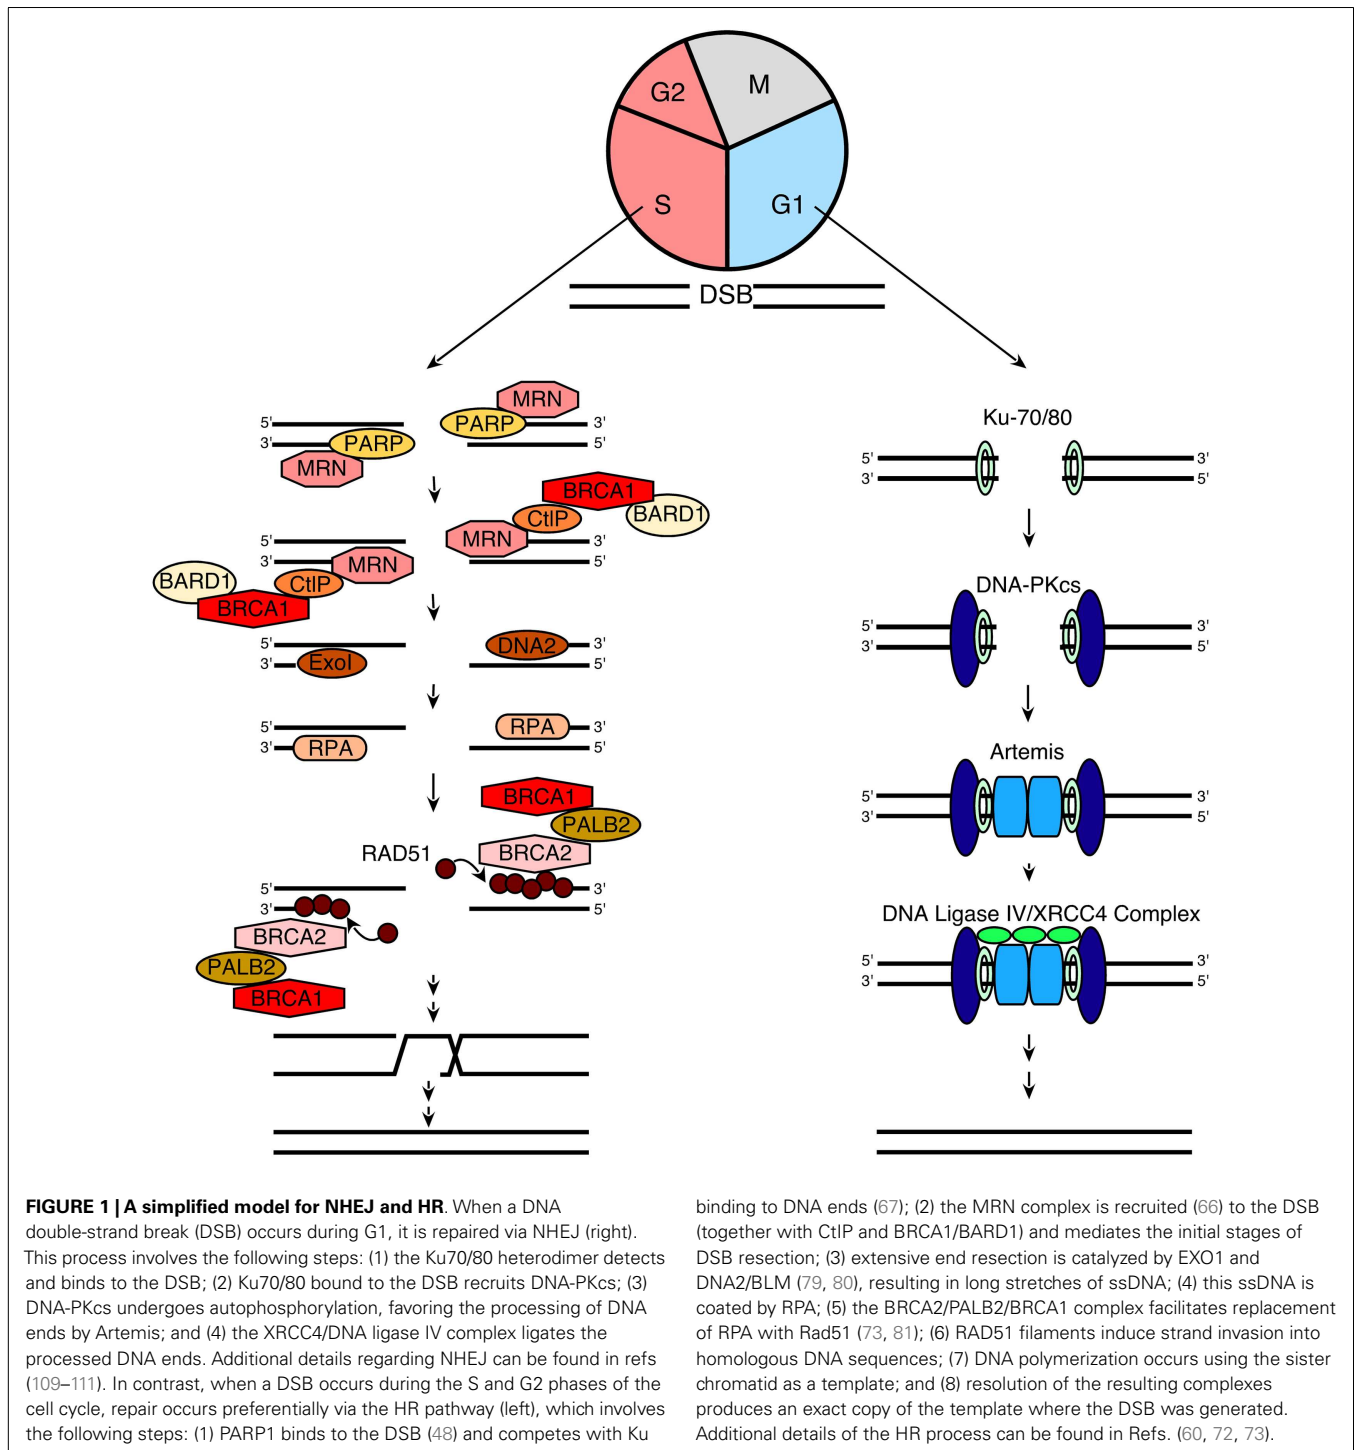 G2
M
S
G1
DSB
MRN
5'
PARP
3'
3'
PARP
5'
MRN
BRCA1
CtIP
BARD1
5'
MRN
3'
MRN
BARD1
CtIP
BRCA1
5'
DNA2
3'
3'
ExoI
5'
5'
RPA
3'
3'
RPA
5'
BRCA1
PALB2
RAD51
BRCA2
5'
3'
3'
5'
BRCA2
PALB2
BRCA1
Ku-70/80
5'
3'
3'
5'
DNA-PKcs
5'
3'
3'
5'
Artemis
5'
3'
3'
5'
DNA Ligase IV/XRCC4 Complex
5'
3'
3'
5'
FIGURE 1 | A simplified model for NHEJ and HR. When a DNA
double-strand break (DSB) occurs during G1, it is repaired via NHEJ (right).
This process involves the following steps: (1) the Ku70/80 heterodimer detects
and binds to the DSB; (2) Ku70/80 bound to the DSB recruits DNA-PKcs; (3)
DNA-PKcs undergoes autophosphorylation, favoring the processing of DNA
ends by Artemis; and (4) the XRCC4/DNA ligase IV complex ligates the
processed DNA ends. Additional details regarding NHEJ can be found in refs
(109–111). In contrast, when a DSB occurs during the S and G2 phases of the
cell cycle, repair occurs preferentially via the HR pathway (left), which involves
the following steps: (1) PARP1 binds to the DSB (48) and competes with Ku
binding to DNA ends (67); (2) the MRN complex is recruited (66) to the DSB
(together with CtIP and BRCA1/BARD1) and mediates the initial stages of
DSB resection; (3) extensive end resection is catalyzed by EXO1 and
DNA2/BLM (79, 80), resulting in long stretches of ssDNA; (4) this ssDNA is
coated by RPA; (5) the BRCA2/PALB2/BRCA1 complex facilitates replacement
of RPA with Rad51 (73, 81); (6) RAD51 filaments induce strand invasion into
homologous DNA sequences; (7) DNA polymerization occurs using the sister
chromatid as a template; and (8) resolution of the resulting complexes
produces an exact copy of the template where the DSB was generated.
Additional details of the HR process can be found in Refs. (60, 72, 73).